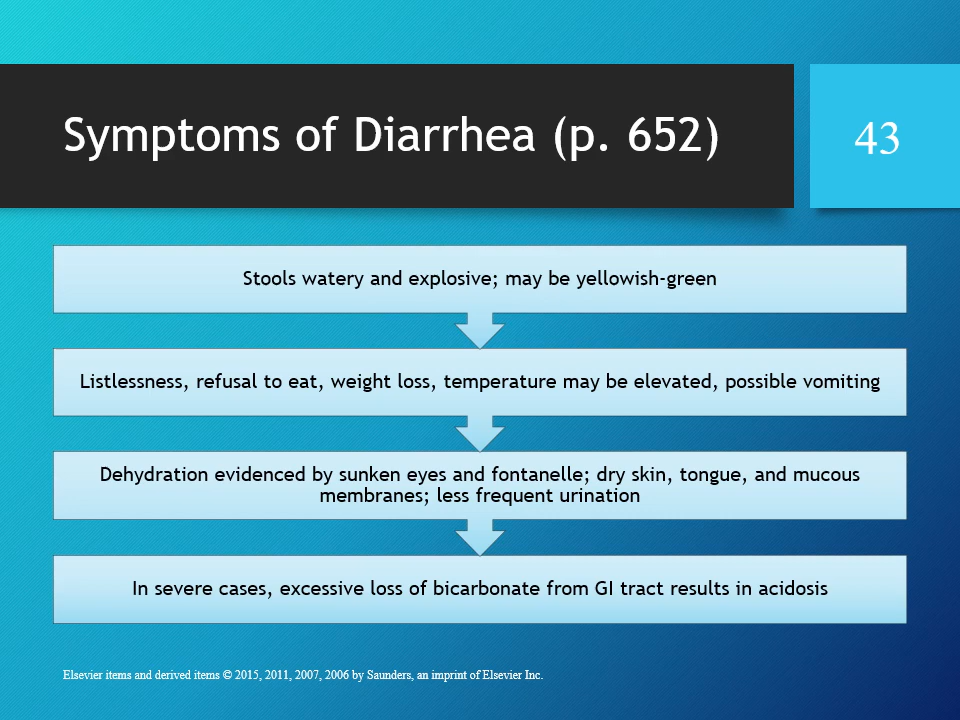 Symptoms of Diarrhea (p. 652)
43
Stools watery and explosive; may be yellowish-green
Listlessness, refusal to eat, weight loss, temperature may be elevated, possible vomiting
Dehydration evidenced by sunken eyes and fontanelle; dry skin, tongue, and mucous
membranes; less frequent urination
In severe cases, excessive loss of bicarbonate from GI tract results in acidosis
Elsevier items and derived items © 2015, 2011, 2007, 2006 by Saunders, an imprint of Elsevier Inc.